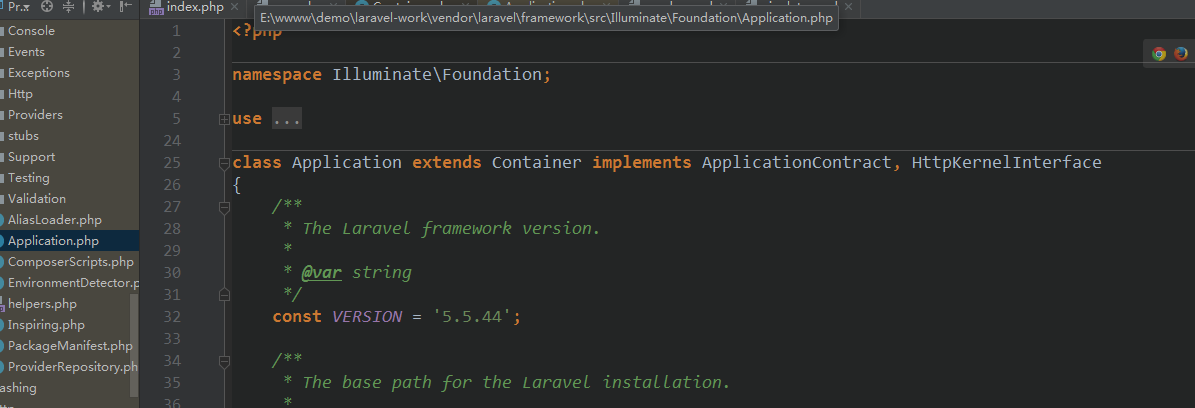 Pr...
index.php
E:\wwww\demo\laravel-work\vendor\laravel\framework\src\Illuminate\Foundation\Application.php
Console
Events
Exceptions
Http
Providers
stubs
Support
Testing
Validation
AliasLoader.php
Application.php
ComposerScripts.php
EnvironmentDetector.p
helpers.php
Inspiring.php
PackageManifest.php
ProviderRepository.ph
ashing
1 <?php
2
3 namespace Illuminate\Foundation;
4
5 use ...
24
25 class Application extends Container implements ApplicationContract, HttpKernelInterface
26 {
27 /**
28 * The Laravel framework version.
29 *
30 * @var string
31 */
32 const VERSION = '5.5.44';
33
34 /**
35 * The base path for the Laravel installation.
36 *